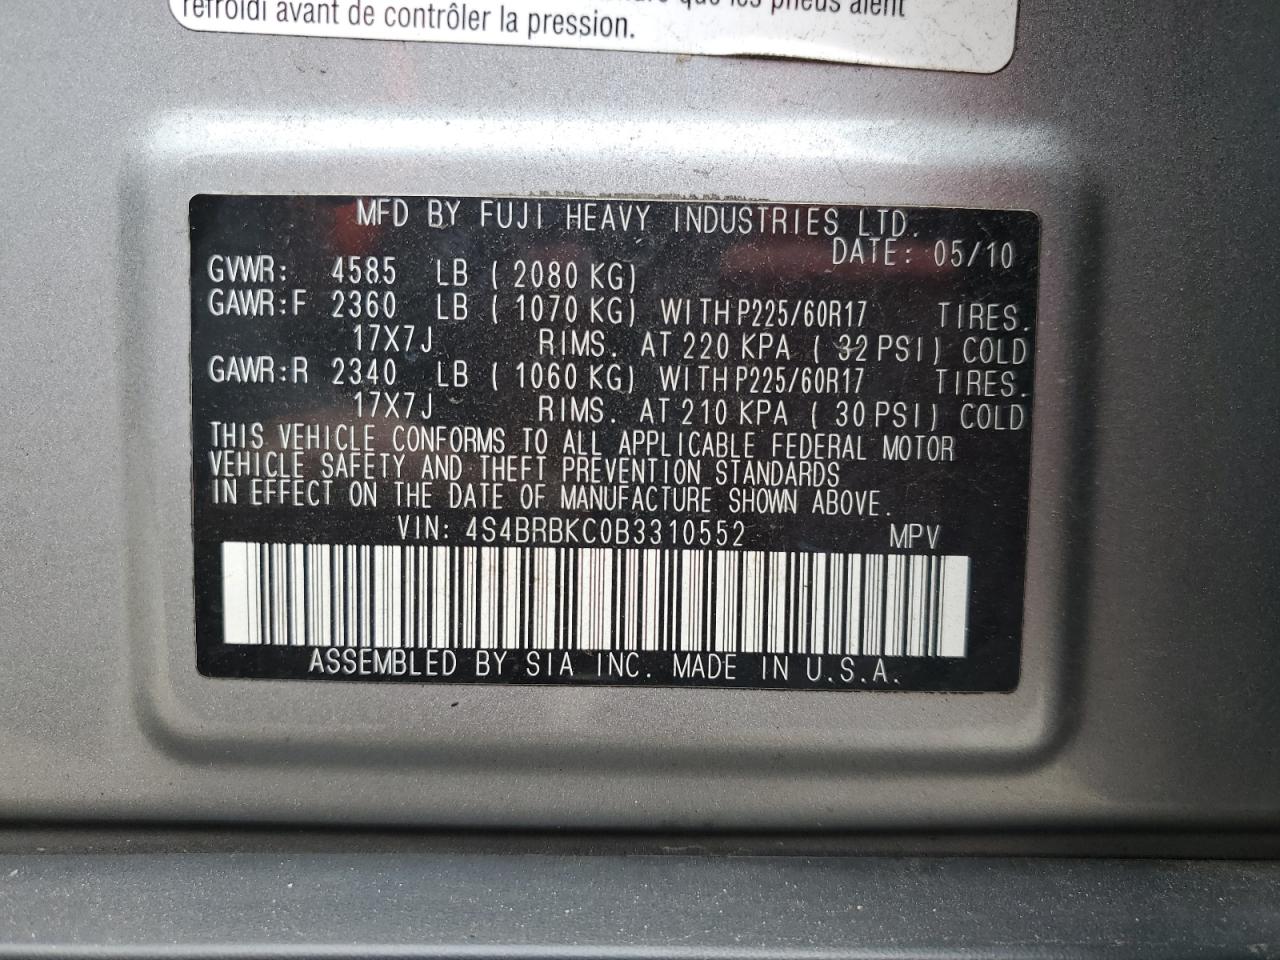 que les pneus aient
refroidi avant de contrôler la pression.
MFD BY FUJI HEAVY INDUSTRIES LTD.
DATE: 05/10
GVWR: 4585 LB ( 2080 KG)
GAWR:F 2360 LB ( 1070 KG) WITH P225/60R17 TIRES.
17X7J RIMS. AT 220 KPA ( 32 PSI) COLD
GAWR:R 2340 LB ( 1060 KG) WITH P225/60R17 TIRES.
17X7J RIMS. AT 210 KPA ( 30 PSI) COLD
THIS VEHICLE CONFORMS TO ALL APPLICABLE FEDERAL MOTOR
VEHICLE SAFETY AND THEFT PREVENTION STANDARDS
IN EFFECT ON THE DATE OF MANUFACTURE SHOWN ABOVE.
VIN: 4S4BRBKC0B3310552 MPV
ASSEMBLED BY SIA INC. MADE IN U.S.A.